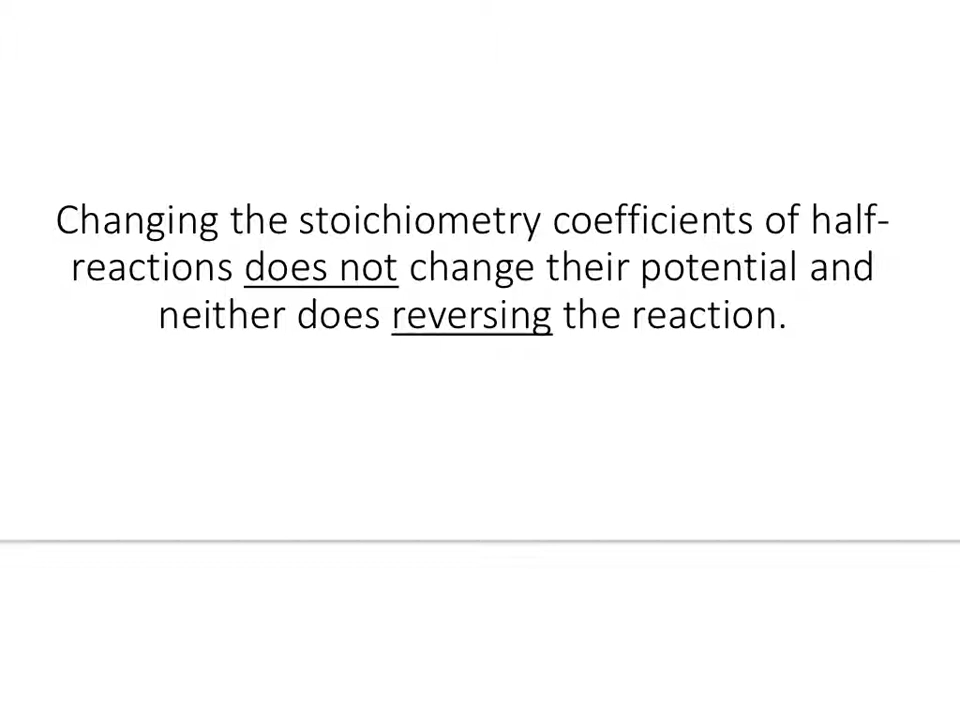 Changing the stoichiometry coefficients of half-
reactions does not change their potential and
neither does reversing the reaction.